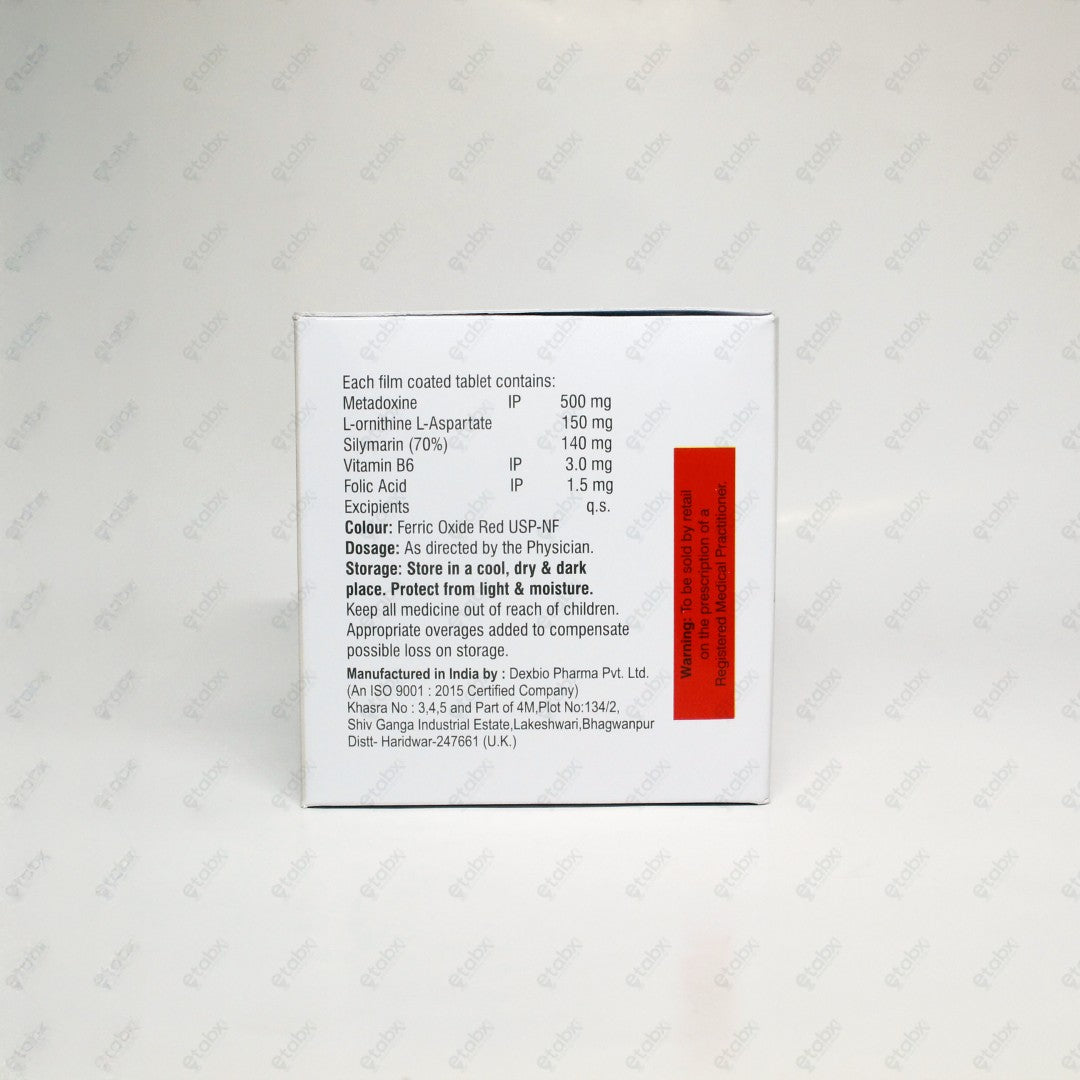 Each film coated tablet contains:
Metadoxine IP 500 mg
L-ornithine L-Aspartate 150 mg
Silymarin (70%) 140 mg
Vitamin B6 IP 3.0 mg
Folic Acid IP 1.5 mg
Excipients q.s.
Colour: Ferric Oxide Red USP-NF
Dosage: As directed by the Physician.
Storage: Store in a cool, dry & dark
place. Protect from light & moisture.
Keep all medicine out of reach of children.
Appropriate overages added to compensate
possible loss on storage.
Manufactured in India by : Dexbio Pharma Pvt. Ltd.
(An ISO 9001 : 2015 Certified Company)
Khasra No : 3,4,5 and Part of 4M,Plot No:134/2,
Shiv Ganga Industrial Estate,Lakeshwari,Bhagwanpur
Distt- Haridwar-247661 (U.K.)
Warning: To be sold by retail
on the prescription of a
Registered Medical Practitioner.
etabx